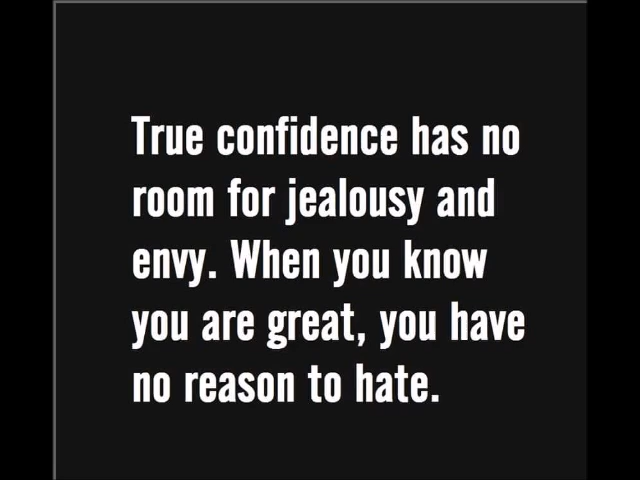 True confidence has no
room for jealousy and
envy. When you know
you are great, you have
no reason to hate.